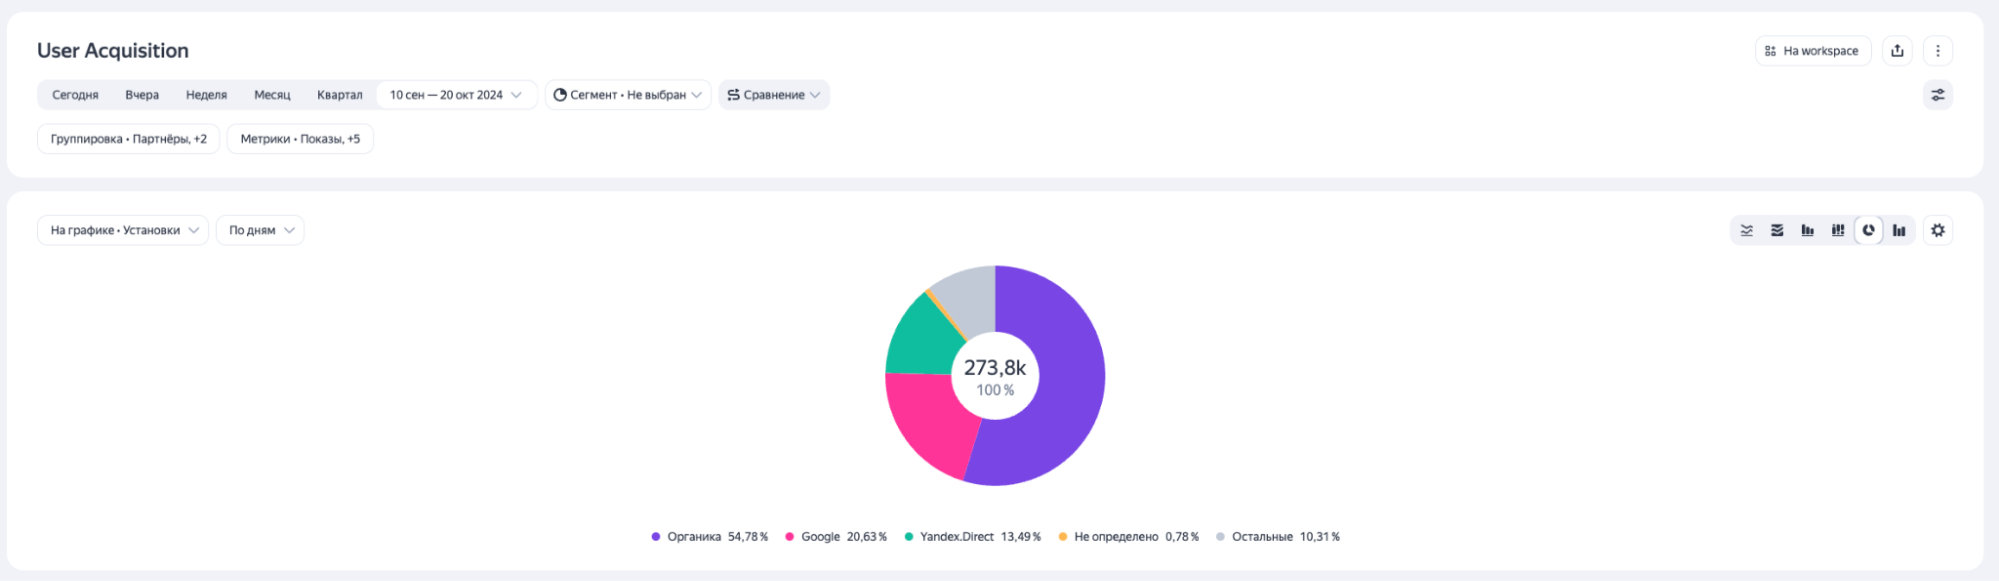 User Acquisition
На workspace
Сегодня Вчера Неделя Месяц Квартал 10 сен — 20 окт 2024 Сегмент • Не выбран Сравнение
Группировка • Партнёры, +2 Метрики • Показы, +5
На графике • Установки По дням
273,8k
100 %
Органика 54,78 % Google 20,63 % Yandex.Direct 13,49 % Не определено 0,78 % Остальные 10,31 %